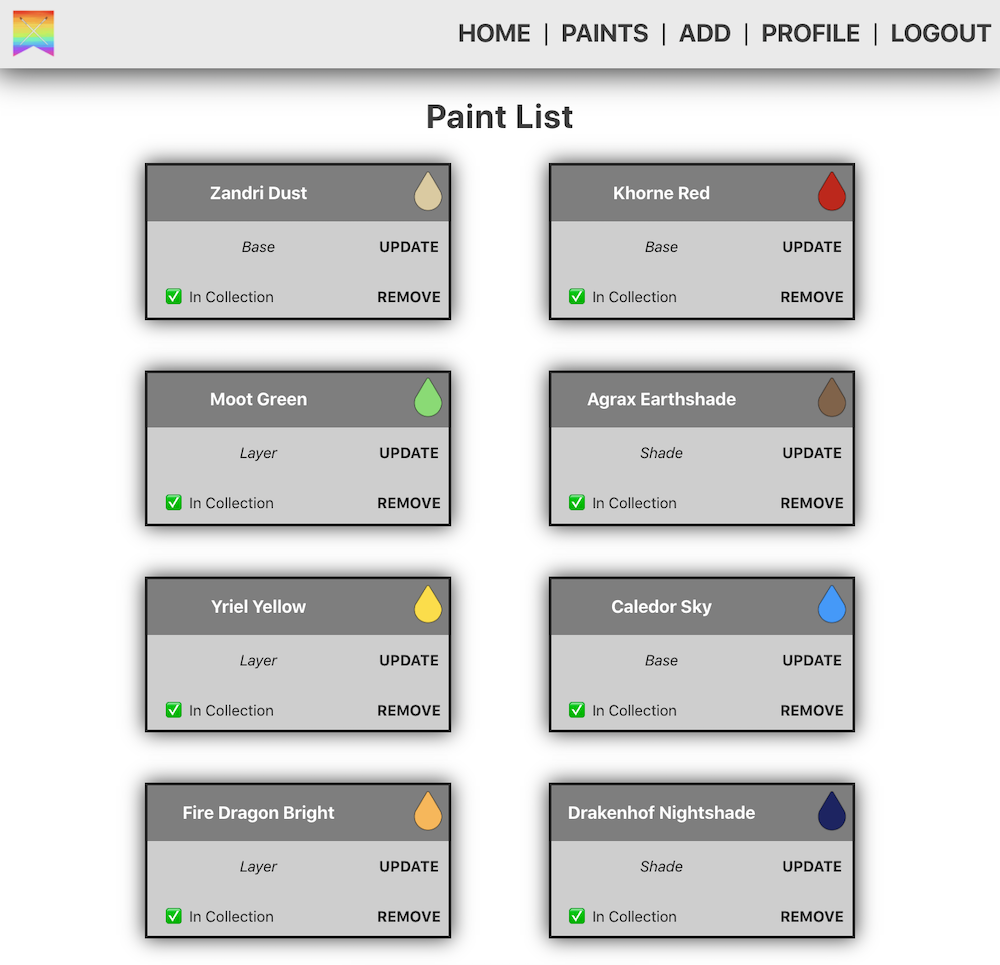 HOME | PAINTS | ADD | PROFILE | LOGOUT
Paint List
Zandri Dust
Base UPDATE
✅ In Collection REMOVE
Khorne Red
Base UPDATE
✅ In Collection REMOVE
Moot Green
Layer UPDATE
✅ In Collection REMOVE
Agrax Earthshade
Shade UPDATE
✅ In Collection REMOVE
Yriel Yellow
Layer UPDATE
✅ In Collection REMOVE
Caledor Sky
Base UPDATE
✅ In Collection REMOVE
Fire Dragon Bright
Layer UPDATE
✅ In Collection REMOVE
Drakenhof Nightshade
Shade UPDATE
✅ In Collection REMOVE